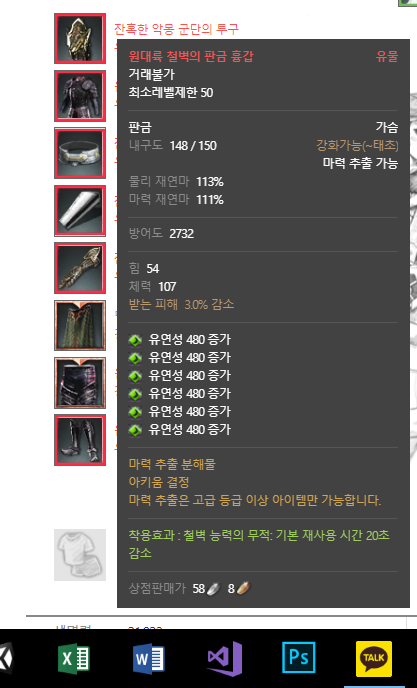 잔혹한 악몽 군단의 투구
원대륙 철벽의 판금 흉갑 유물
거래불가
최소레벨제한 50
판금 가슴
내구도 148 / 150 강화가능(~태초)
마력 추출 가능
물리 재연마 113%
마력 재연마 111%
방어도 2732
힘 54
체력 107
받는 피해 3.0% 감소
유연성 480 증가
유연성 480 증가
유연성 480 증가
유연성 480 증가
유연성 480 증가
유연성 480 증가
마력 추출 분해물
아키움 결정
마력 추출은 고급 등급 이상 아이템만 가능합니다.
착용효과 : 철벽 능력의 무적: 기본 재사용 시간 20초
감소
상점판매가 58 8
X
W
Ps
TALK